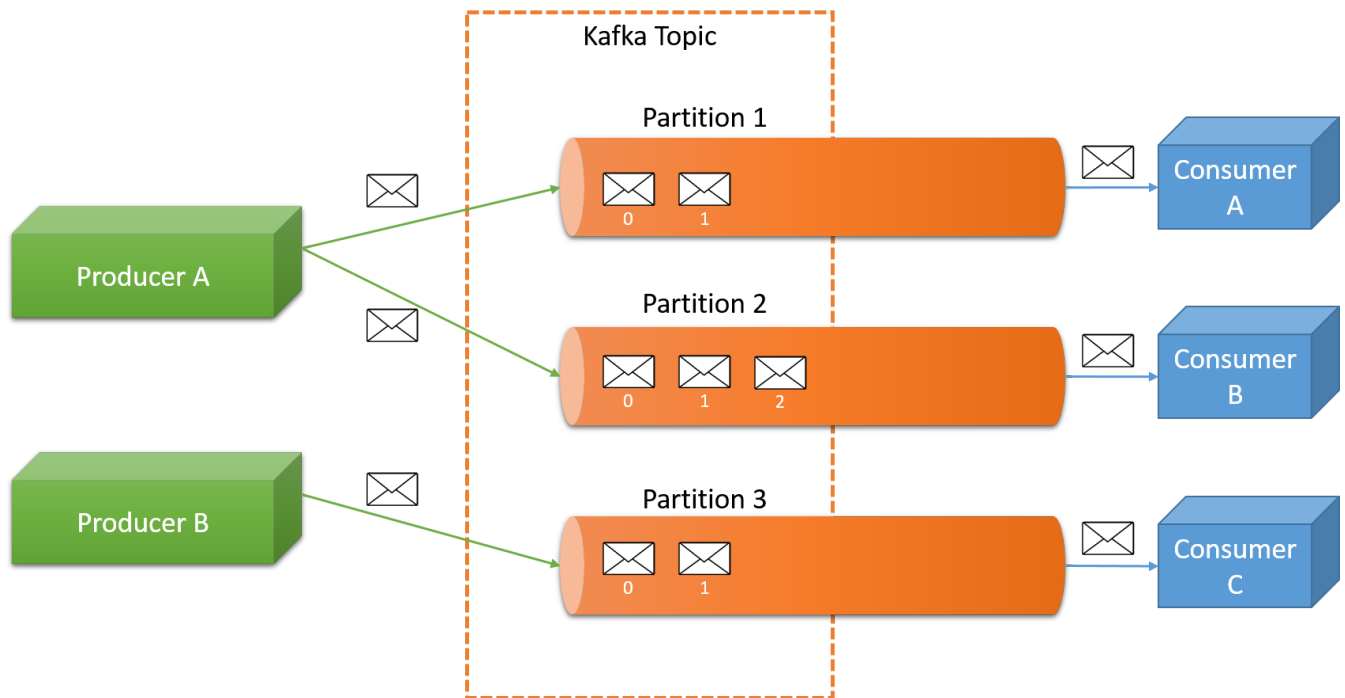 Kafka Topic
Partition 1
0 1
Consumer
A
Producer A
Partition 2
0 1 2
Consumer
B
Producer B
Partition 3
0 1
Consumer
C